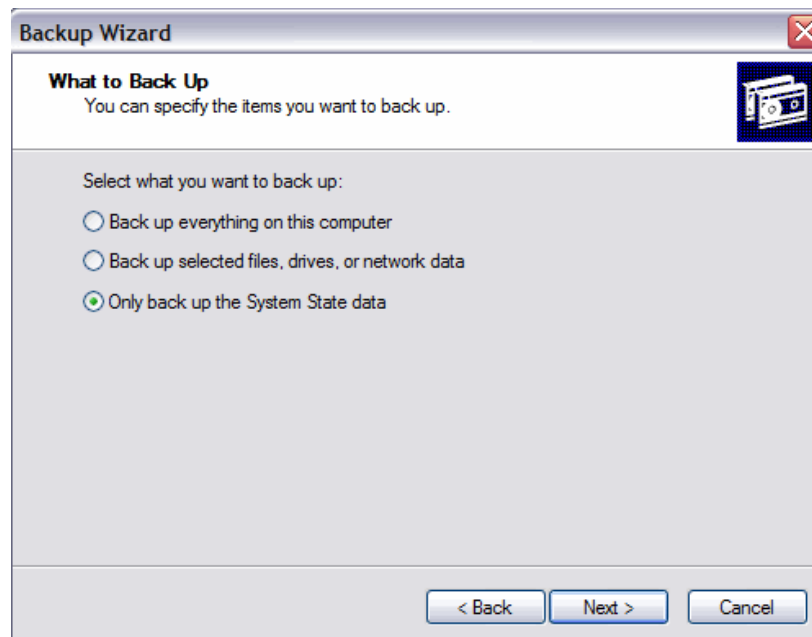 Backup Wizard
What to Back Up
You can specify the items you want to back up.
Select what you want to back up:
Back up everything on this computer
Back up selected files, drives, or network data
Only back up the System State data
< Back Next > Cancel